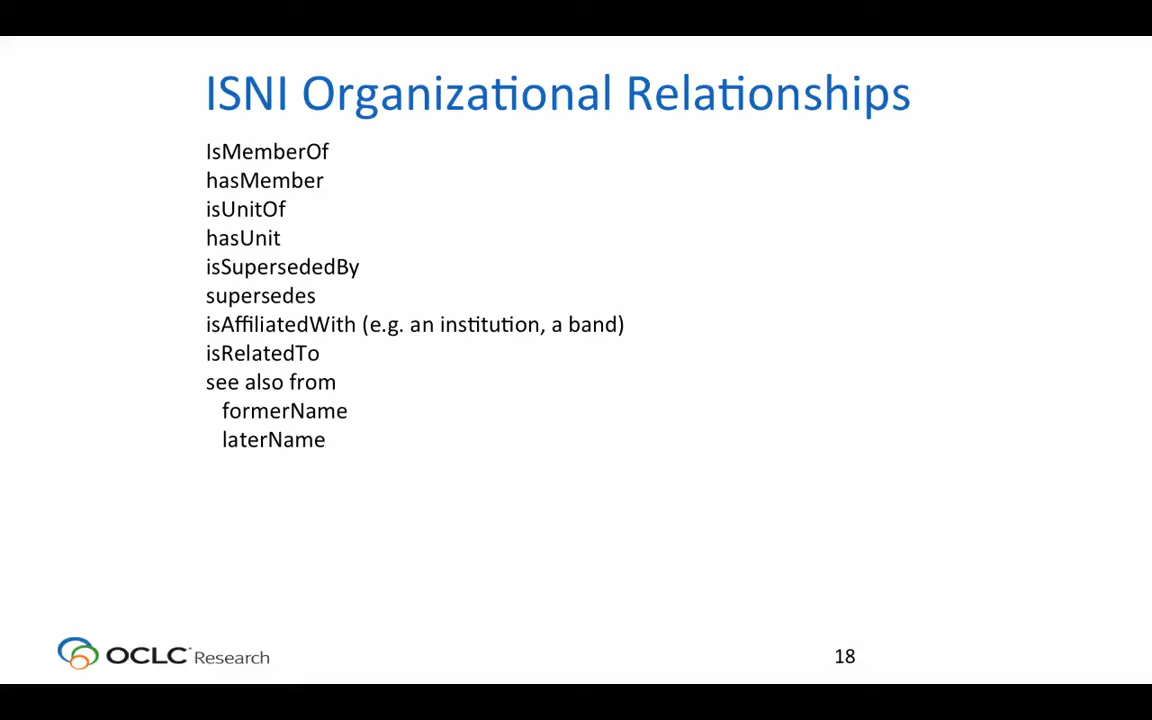 ISNI Organizational Relationships
IsMemberOf
hasMember
isUnitOf
hasUnit
isSupersededBy
supersedes
isAffiliatedWith (e.g. an institution, a band)
isRelatedTo
see also from
formerName
laterName
OCLC Research
18